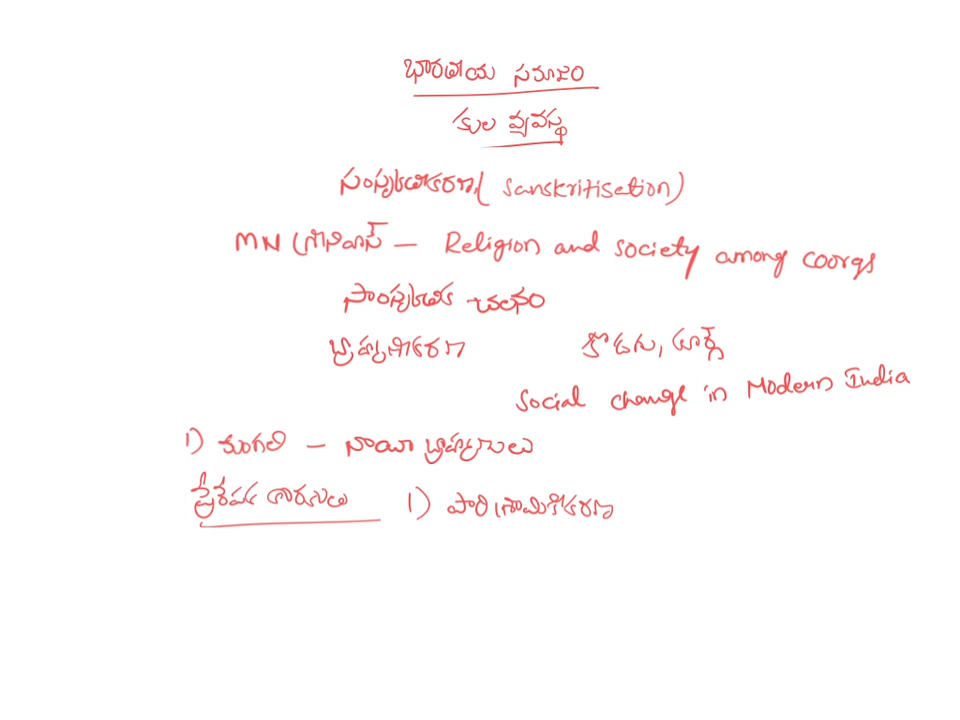 భారతీయ సమాజం
కుల వ్యవస్థ
సంస్కృతీకరణ (Sanskritisation)
MN శ్రీనివాస్ – Religion and society among coorgs
సాంస్కృతిక చలనం
బ్రాహ్మణీకరణ కొడగు, కూర్గ్
Social change in Modern India
1) మంగలి – నాయీ బ్రాహ్మణులు
ప్రేరేపక కారకాలు 1) పారిశ్రామికీకరణ